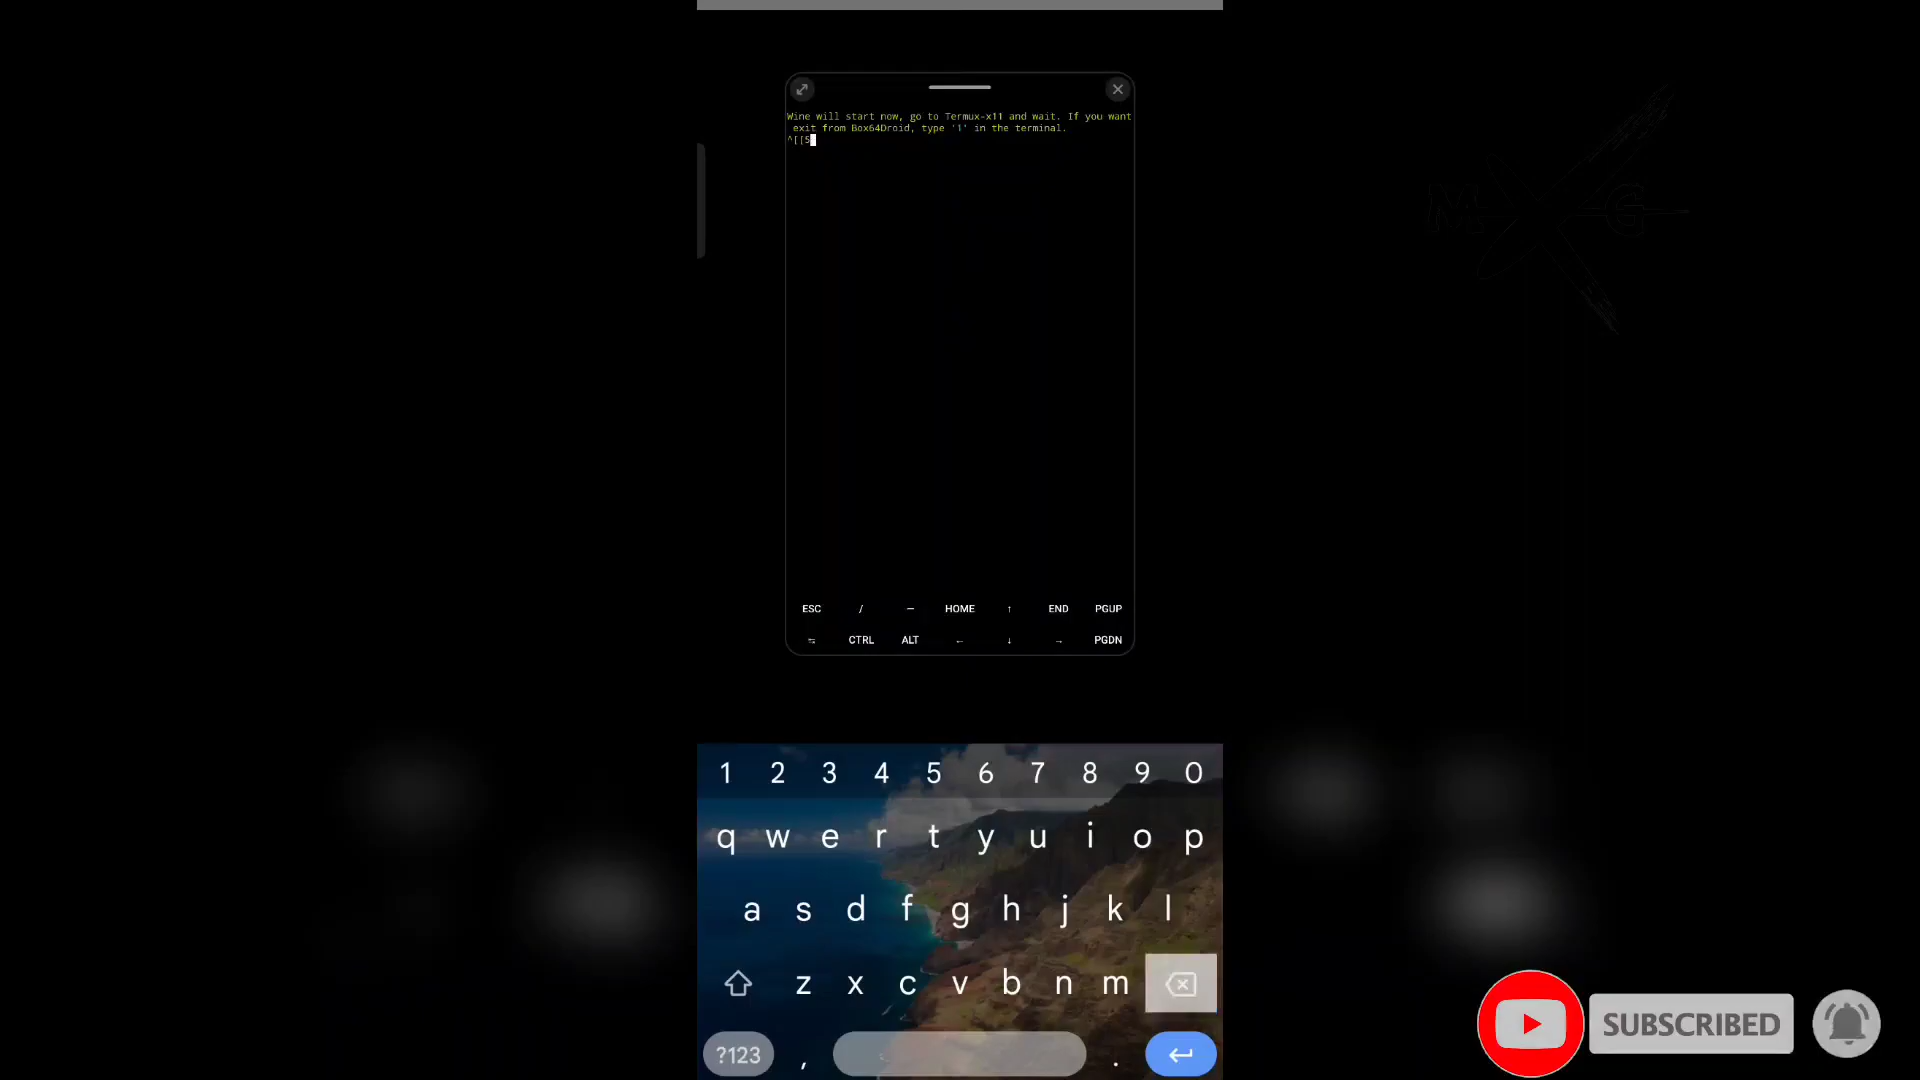 Wine will start now, go to Termux-x11 and wait. If you want
exit from Box64Droid, type '1' in the terminal.
^[[5
ESC / — HOME ↑ END PGUP
⇆ CTRL ALT ← ↓ → PGDN
1 2 3 4 5 6 7 8 9 0
q w e r t y u i o p
a s d f g h j k l
z x c v b n m
?123 , .
SUBSCRIBED
M G